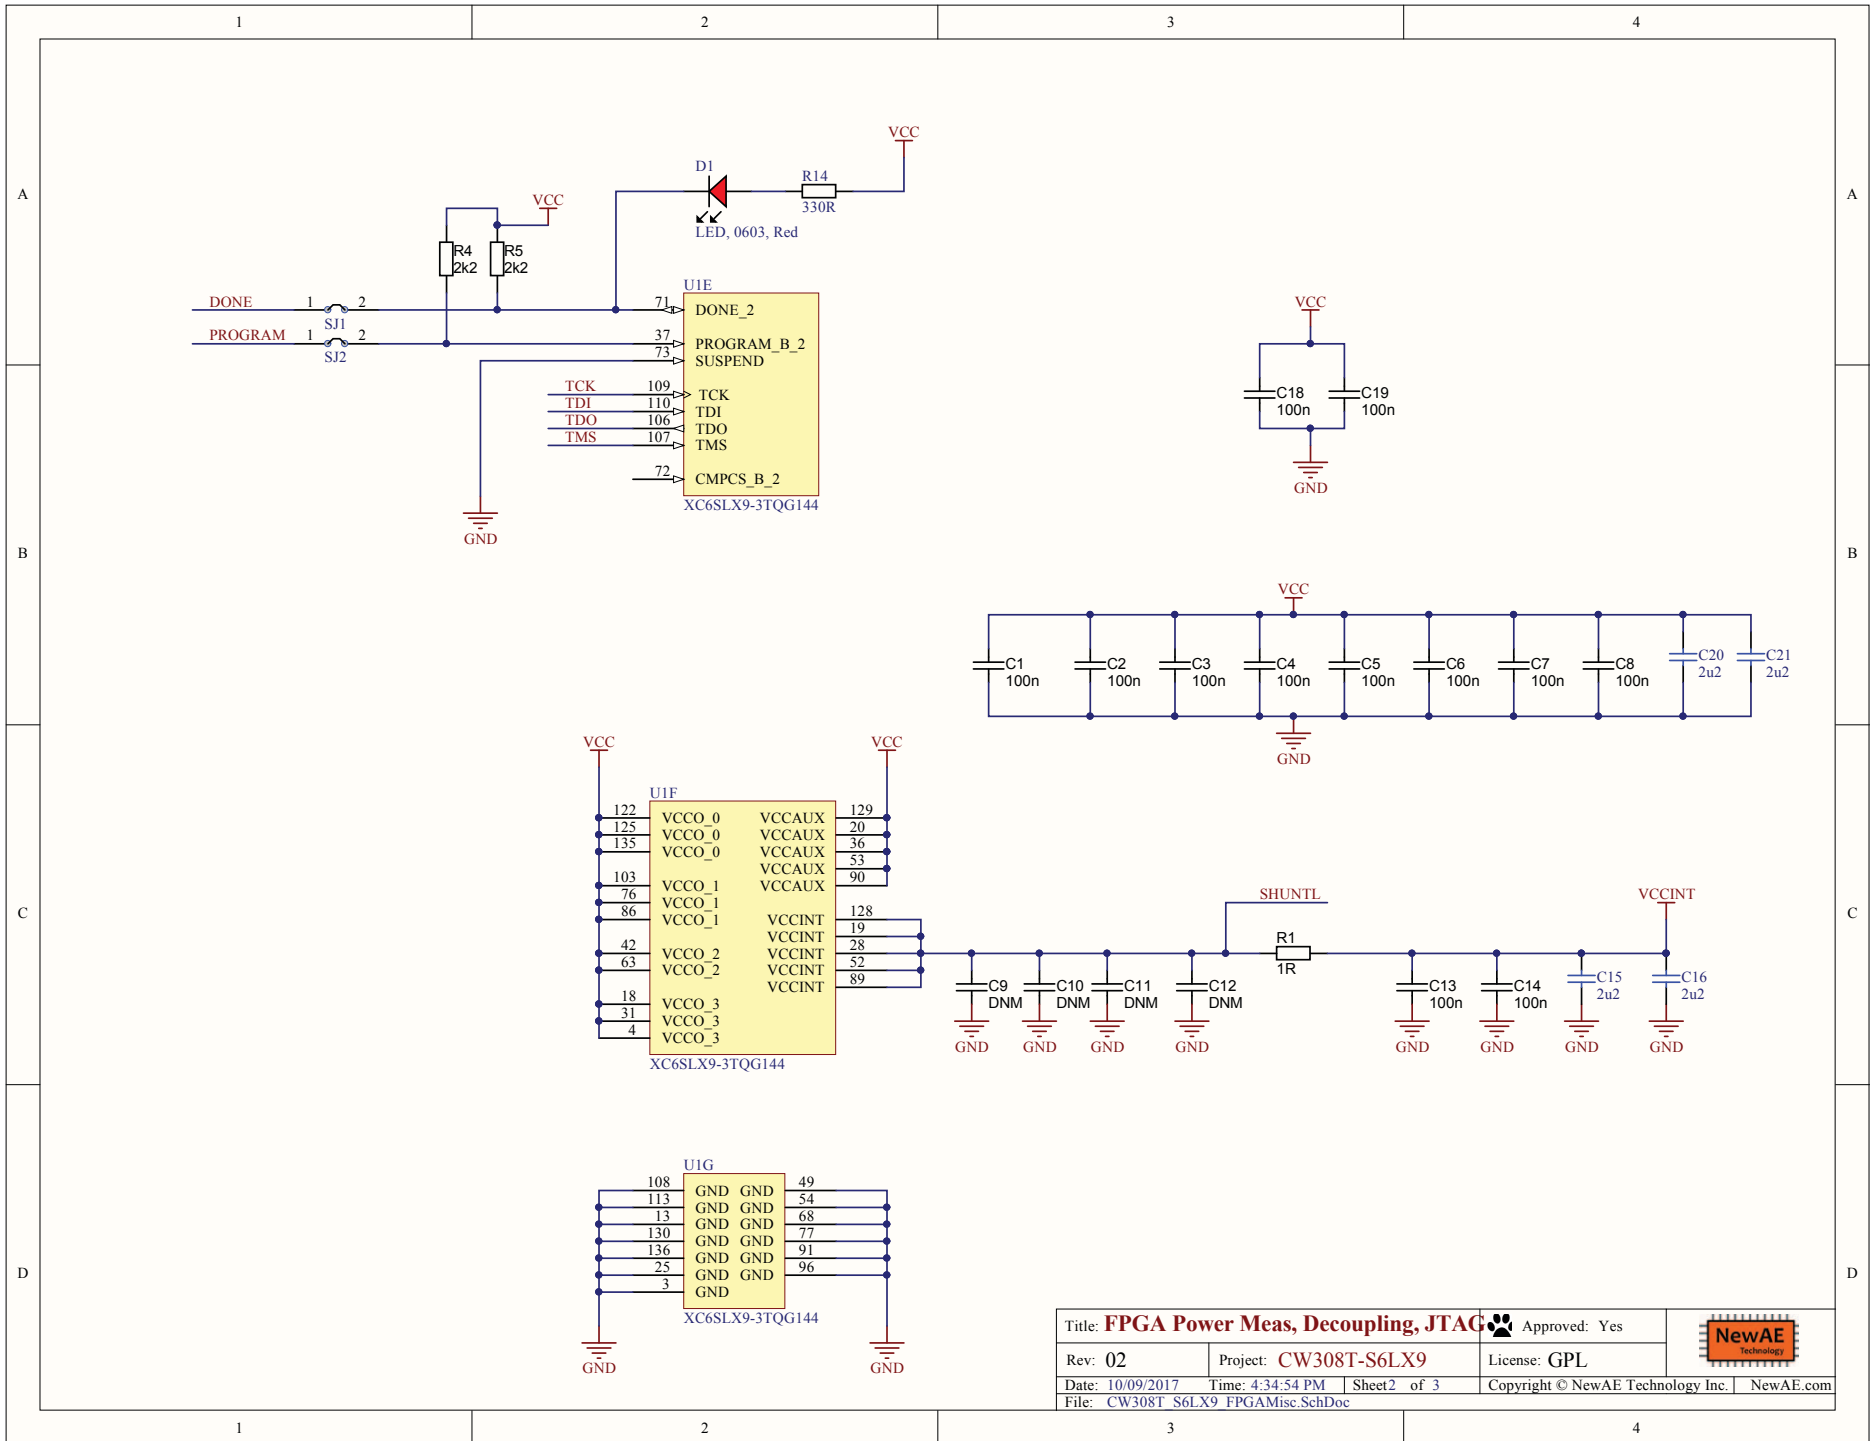 1 2 3 4
A A
B B
C C
D D
1 2 3 4
VCC
D1
R14
330R
LED, 0603, Red
VCC
R4
2k2
R5
2k2
DONE 1 2
SJ1
PROGRAM 1 2
SJ2
U1E
71 DONE_2
37 PROGRAM_B_2
73 SUSPEND
TCK 109 TCK
TDI 110 TDI
TDO 106 TDO
TMS 107 TMS
72 CMPCS_B_2
XC6SLX9-3TQG144
GND
VCC
C18
100n
C19
100n
GND
VCC
C1
100n
C2
100n
C3
100n
C4
100n
C5
100n
C6
100n
C7
100n
C8
100n
C20
2u2
C21
2u2
GND
VCC VCC
U1F
122 VCCO_0 VCCAUX 129
125 VCCO_0 VCCAUX 20
135 VCCO_0 VCCAUX 36
VCCAUX 53
103 VCCO_1 VCCAUX 90
76 VCCO_1
86 VCCO_1 VCCINT 128
VCCINT 19
42 VCCO_2 VCCINT 28
63 VCCO_2 VCCINT 52
VCCINT 89
18 VCCO_3
31 VCCO_3
4 VCCO_3
XC6SLX9-3TQG144
SHUNTL
VCCINT
R1
1R
C9
DNM
GND
C10
DNM
GND
C11
DNM
GND
C12
DNM
GND
C13
100n
GND
C14
100n
GND
C15
2u2
GND
C16
2u2
GND
U1G
108 GND GND 49
113 GND GND 54
13 GND GND 68
130 GND GND 77
136 GND GND 91
25 GND GND 96
3 GND
XC6SLX9-3TQG144
GND GND
Title: FPGA Power Meas, Decoupling, JTAG Approved: Yes
Rev: 02 Project: CW308T-S6LX9 License: GPL
NewAE
Technology
Date: 10/09/2017 Time: 4:34:54 PM Sheet2 of 3 Copyright © NewAE Technology Inc. NewAE.com
File: CW308T_S6LX9_FPGAMisc.SchDoc